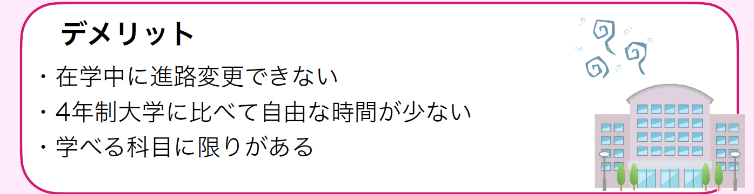 デメリット
・在学中に進路変更できない
・4年制大学に比べて自由な時間が少ない
・学べる科目に限りがある